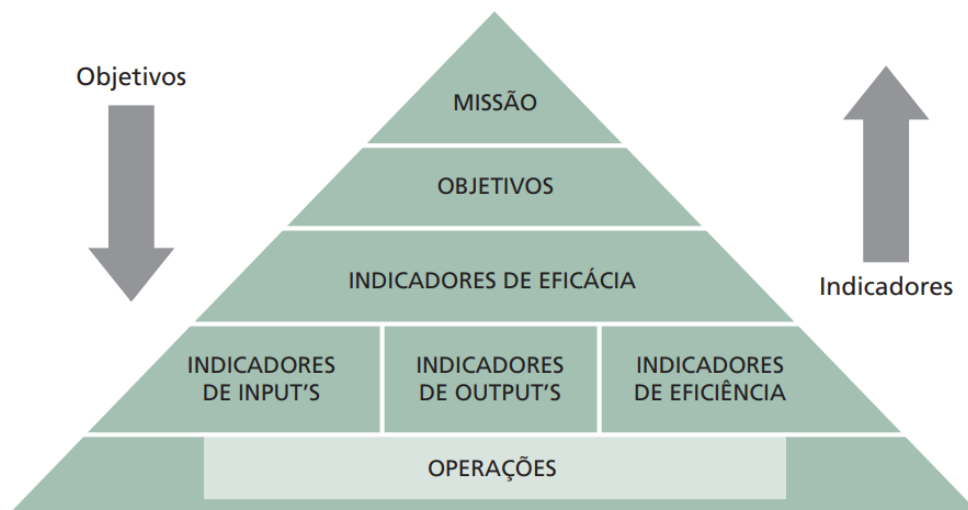 Objetivos
MISSÃO
OBJETIVOS
INDICADORES DE EFICÁCIA
Indicadores
INDICADORES
DE INPUT'S
INDICADORES
DE OUTPUT'S
INDICADORES
DE EFICIÊNCIA
OPERAÇÕES